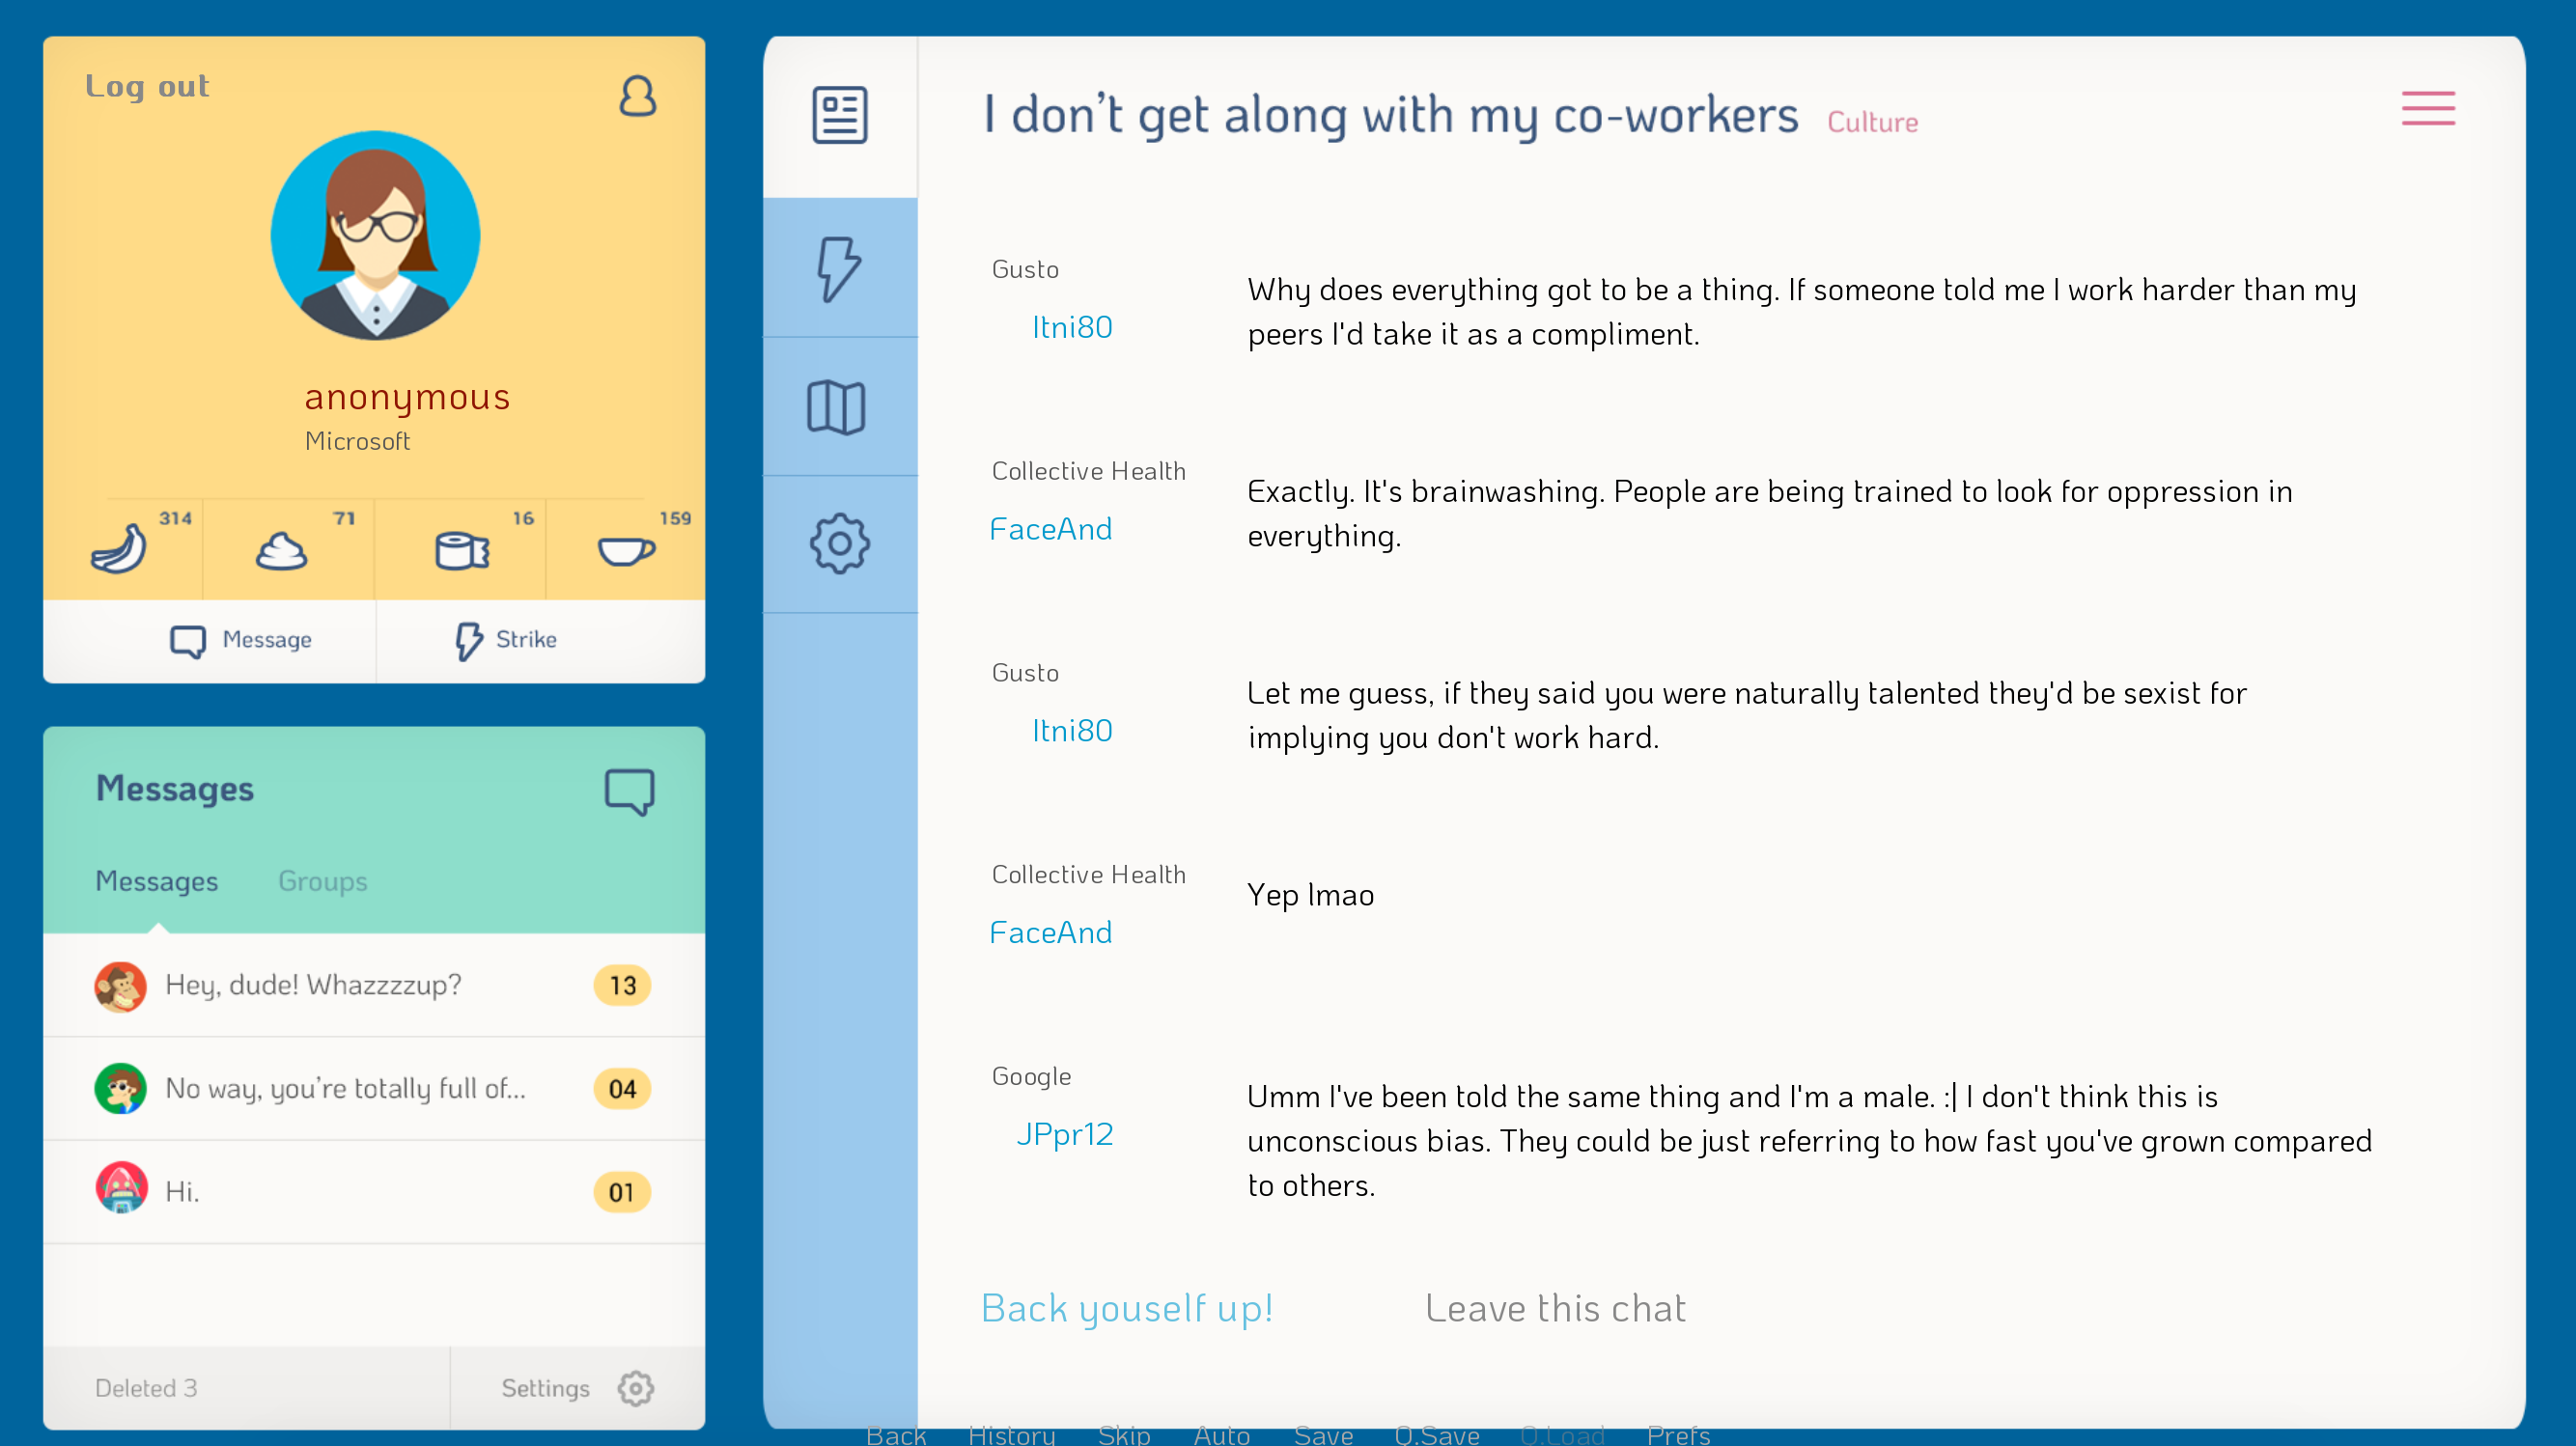 Log out
anonymous
Microsoft
314
71
16
159
Message
Strike
Messages
Messages
Groups
Hey, dude! Whazzzzup?
13
No way, you're totally full of...
04
Hi.
01
Deleted 3
Settings
I don't get along with my co-workers Culture
Gusto
Itni80
Why does everything got to be a thing. If someone told me I work harder than my
peers I'd take it as a compliment.
Collective Health
FaceAnd
Exactly. It's brainwashing. People are being trained to look for oppression in
everything.
Gusto
Itni80
Let me guess, if they said you were naturally talented they'd be sexist for
implying you don't work hard.
Collective Health
FaceAnd
Yep lmao
Google
JPpr12
Umm I've been told the same thing and I'm a male. :| I don't think this is
unconscious bias. They could be just referring to how fast you've grown compared
to others.
Back youself up!
Leave this chat
Back History Skip Auto Save Q.Save Q.Load Prefs